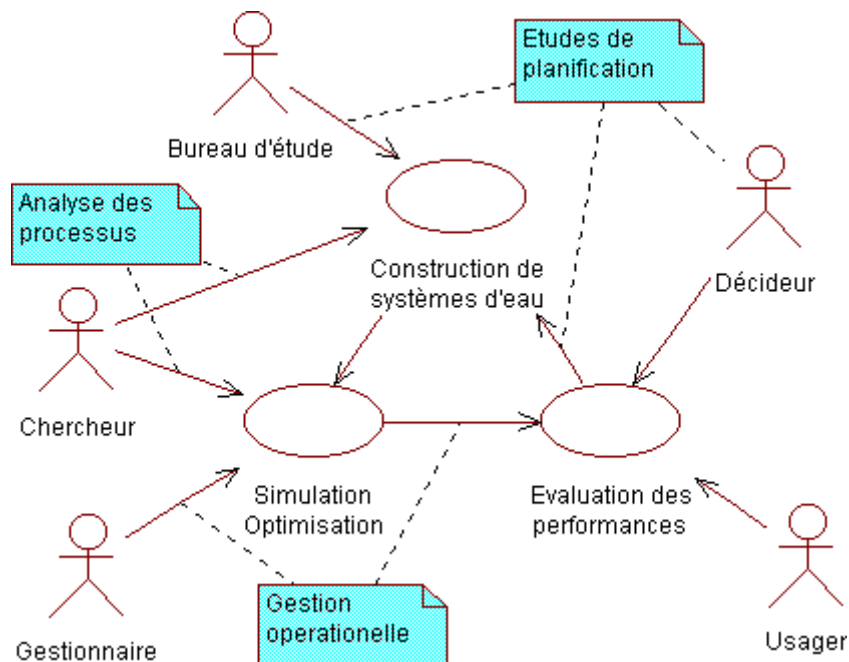 Etudes de
planification
Bureau d'étude
Analyse des
processus
Construction de
systèmes d'eau
Décideur
Chercheur
Simulation
Optimisation
Evaluation des
performances
Gestion
operationelle
Gestionnaire
Usager